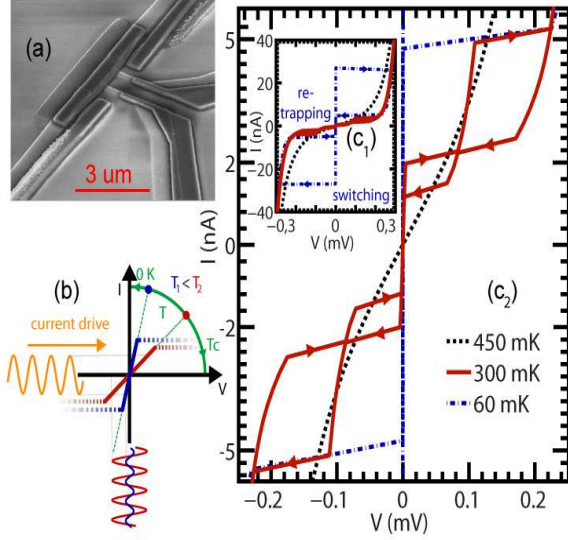 (a)
3 um
(b)
0 K
I
T₁<T₂
T
Tc
current drive
V
I (nA)
5
2
0
-2
-5
-0.2
-0.1
0
0.1
0.2
V (mV)
(c₂)
450 mK
300 mK
60 mK
I (nA)
40
20
0
-20
-40
re-
trapping
(c₁)
switching
-0,3
0
0,3
V (mV)